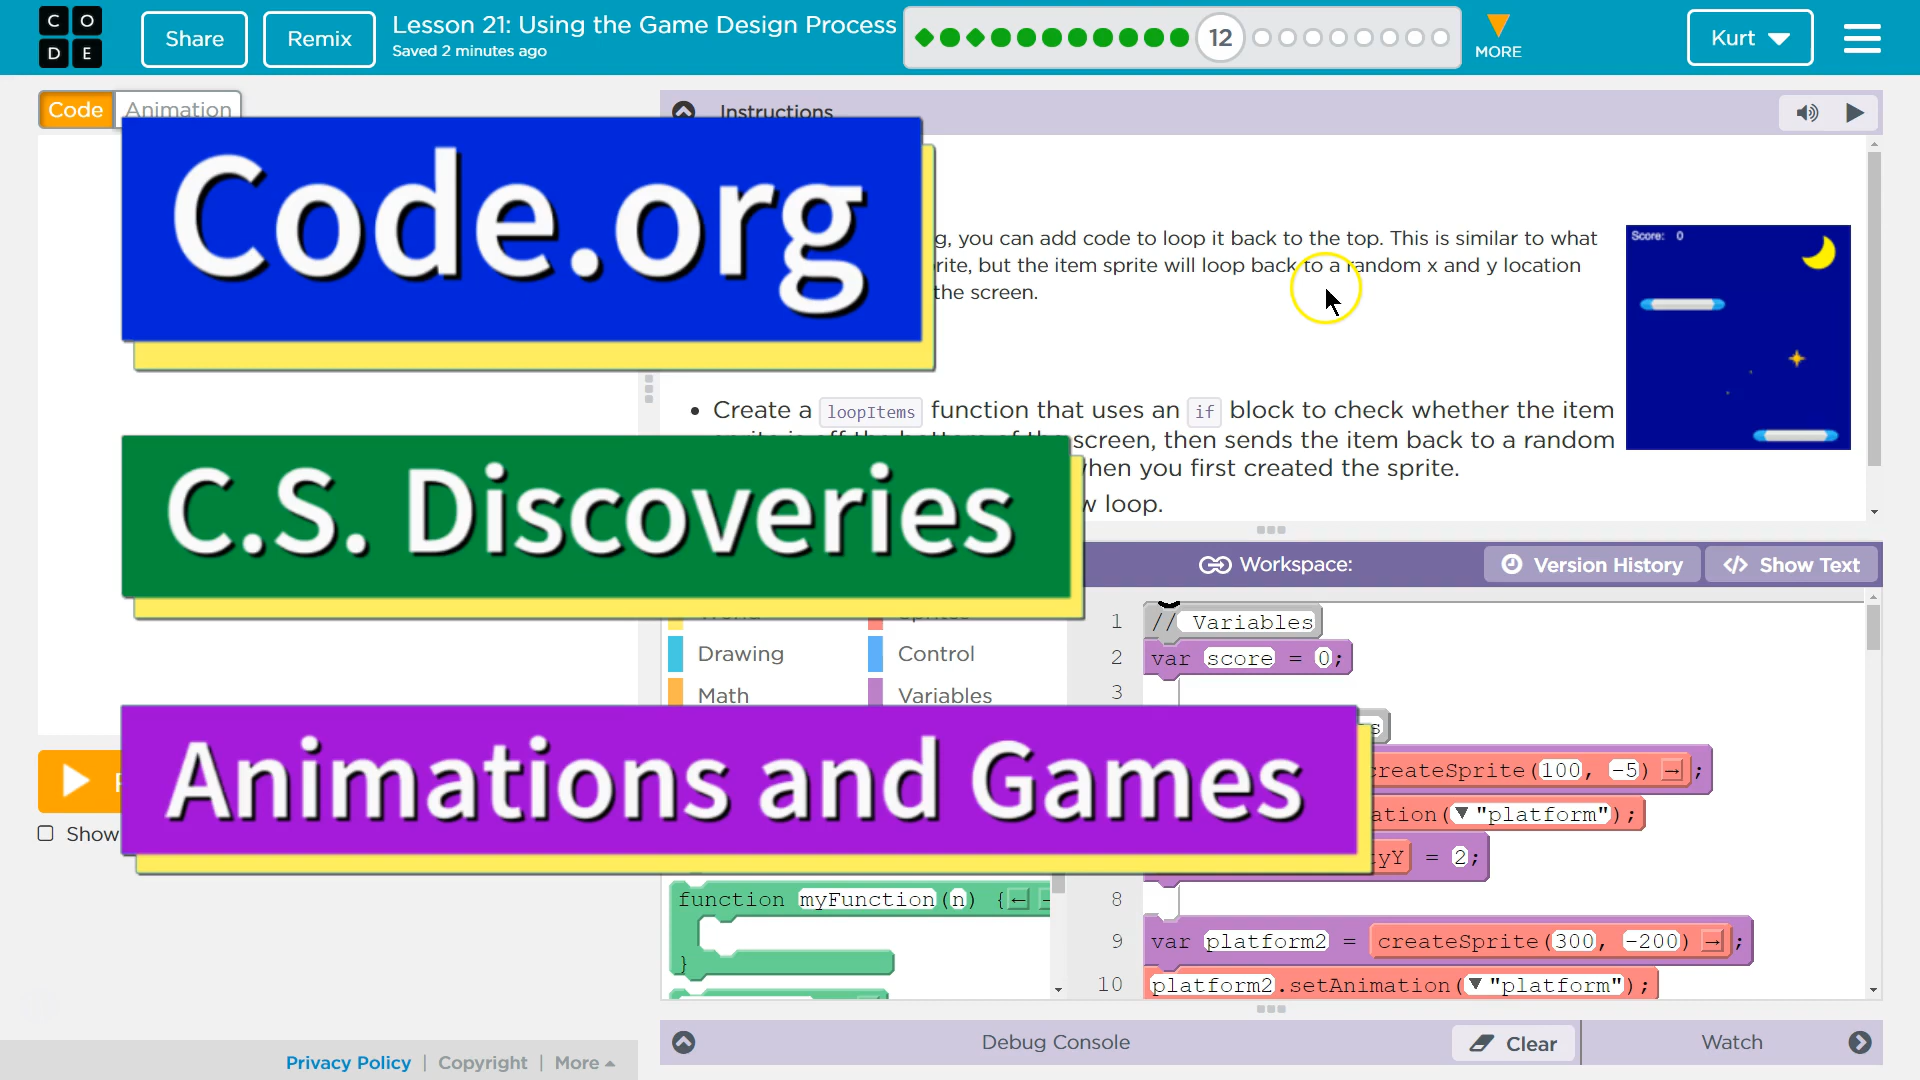 CO
DE
Share
Remix
Lesson 21: Using the Game Design Process
Saved 2 minutes ago
12
MORE
Kurt
Code
Animation
Instructions
Code.org
g, you can add code to loop it back to the top. This is similar to what
rite, but the item sprite will loop back to a random x and y location
the screen.
Score: 0
Create a loopItems function that uses an if block to check whether the item
screen, then sends the item back to a random
when you first created the sprite.
w loop.
C.S. Discoveries
Workspace:
Version History
</> Show Text
Drawing
Control
Math
Variables
1 // Variables
2 var score = 0;
3
s
Animations and Games
createSprite(100, -5);
ation("platform");
yY = 2;
Show
function myFunction(n) {
}
8
9 var platform2 = createSprite(300, -200);
10 platform2.setAnimation("platform");
Debug Console
Clear
Watch
Privacy Policy | Copyright | More